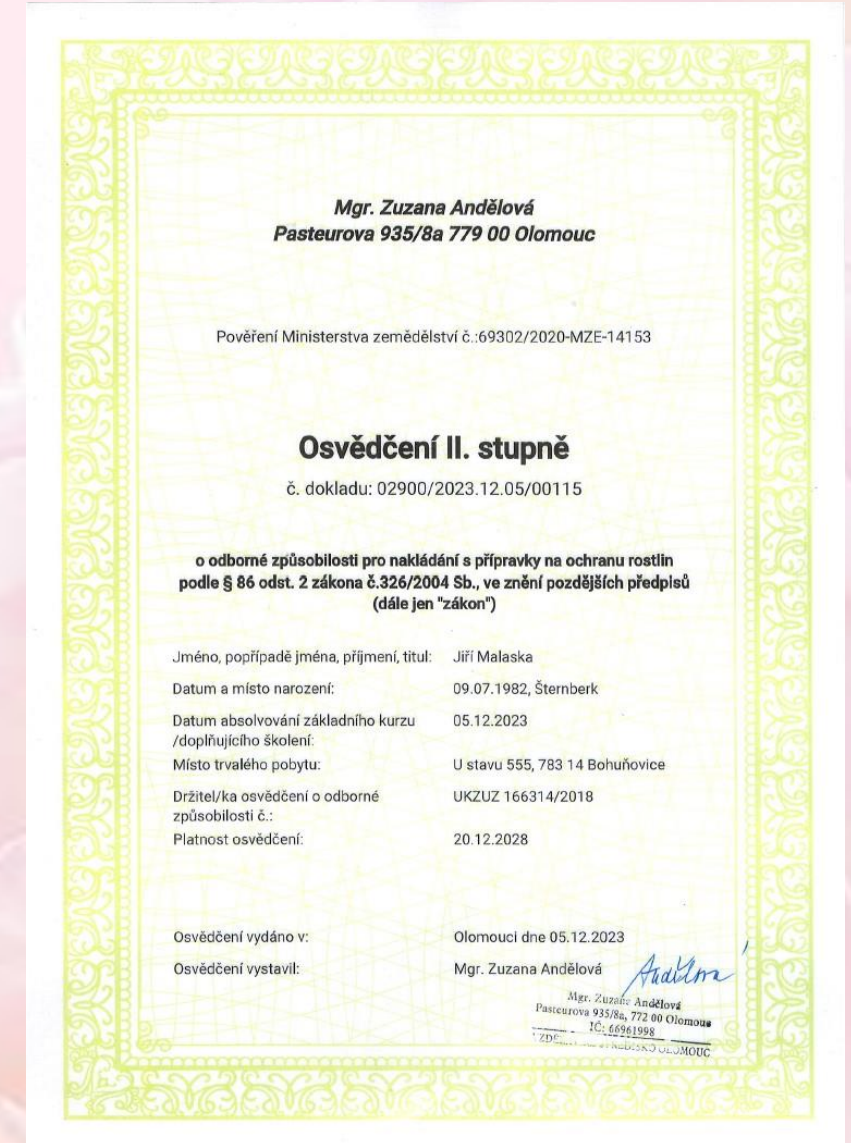 Mgr. Zuzana Andělová
Pasteurova 935/8a 779 00 Olomouc
Pověření Ministerstva zemědělství č.:69302/2020-MZE-14153
Osvědčení II. stupně
č. dokladu: 02900/2023.12.05/00115
o odborné způsobilosti pro nakládání s přípravky na ochranu rostlin
podle § 86 odst. 2 zákona č.326/2004 Sb., ve znění pozdějších předpisů
(dále jen "zákon")
Jméno, popřípadě jména, příjmení, titul: Jiří Malaska
Datum a místo narození: 09.07.1982, Šternberk
Datum absolvování základního kurzu 05.12.2023
/doplňujícího školení:
Místo trvalého pobytu: U stavu 555, 783 14 Bohuňovice
Držitel/ka osvědčení o odborné UKZUZ 166314/2018
způsobilosti č.:
Platnost osvědčení: 20.12.2028
Osvědčení vydáno v: Olomouci dne 05.12.2023
Osvědčení vystavil: Mgr. Zuzana Andělová
Andělová
Mgr. Zuzana Andělová
Pasteurova 935/8a, 772 00 Olomouc
IČ: 66961998
OLOMOUC